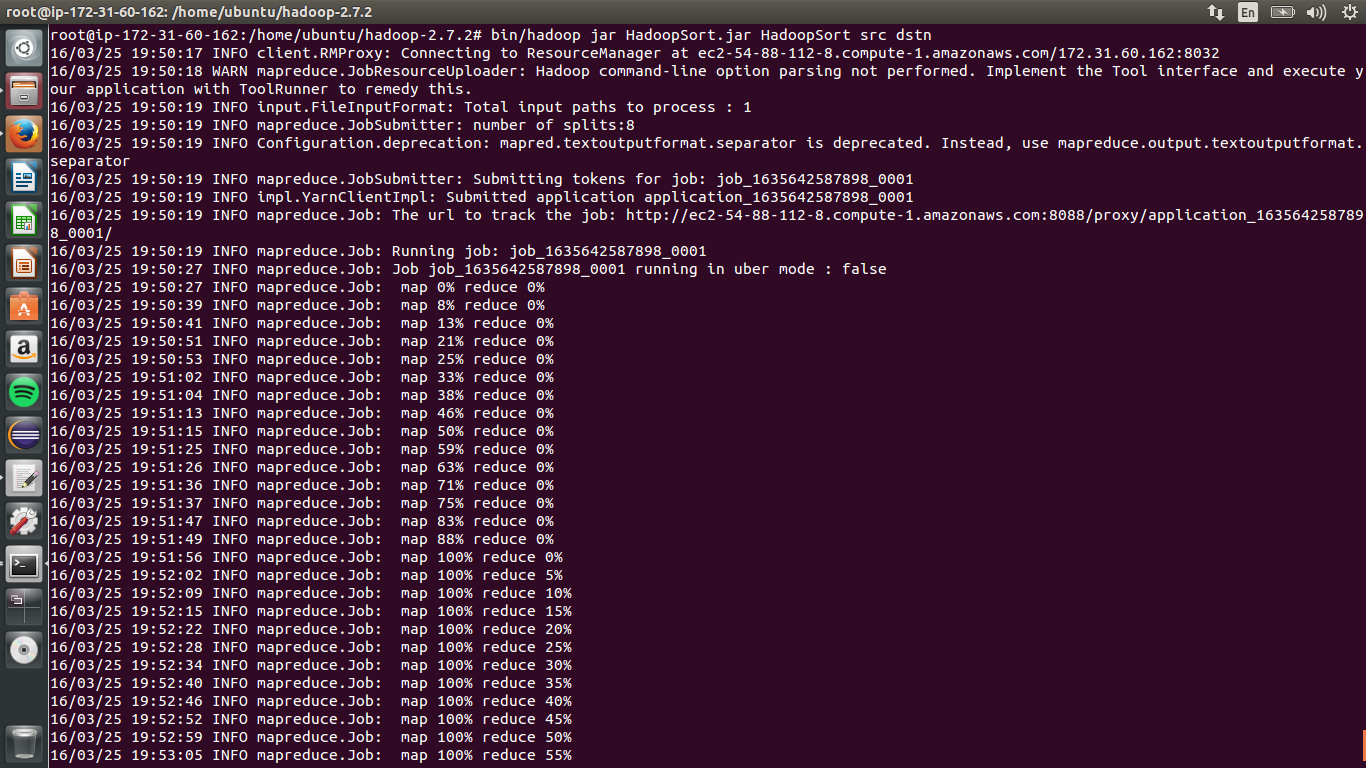 root@ip-172-31-60-162: /home/ubuntu/hadoop-2.7.2
En
root@ip-172-31-60-162:/home/ubuntu/hadoop-2.7.2# bin/hadoop jar HadoopSort.jar HadoopSort src dstn
16/03/25 19:50:17 INFO client.RMProxy: Connecting to ResourceManager at ec2-54-88-112-8.compute-1.amazonaws.com/172.31.60.162:8032
16/03/25 19:50:18 WARN mapreduce.JobResourceUploader: Hadoop command-line option parsing not performed. Implement the Tool interface and execute y
our application with ToolRunner to remedy this.
16/03/25 19:50:19 INFO input.FileInputFormat: Total input paths to process : 1
16/03/25 19:50:19 INFO mapreduce.JobSubmitter: number of splits:8
16/03/25 19:50:19 INFO Configuration.deprecation: mapred.textoutputformat.separator is deprecated. Instead, use mapreduce.output.textoutputformat.
separator
16/03/25 19:50:19 INFO mapreduce.JobSubmitter: Submitting tokens for job: job_1635642587898_0001
16/03/25 19:50:19 INFO impl.YarnClientImpl: Submitted application application_1635642587898_0001
16/03/25 19:50:19 INFO mapreduce.Job: The url to track the job: http://ec2-54-88-112-8.compute-1.amazonaws.com:8088/proxy/application_163564258789
8_0001/
16/03/25 19:50:19 INFO mapreduce.Job: Running job: job_1635642587898_0001
16/03/25 19:50:27 INFO mapreduce.Job: Job job_1635642587898_0001 running in uber mode : false
16/03/25 19:50:27 INFO mapreduce.Job:  map 0% reduce 0%
16/03/25 19:50:39 INFO mapreduce.Job:  map 8% reduce 0%
16/03/25 19:50:41 INFO mapreduce.Job:  map 13% reduce 0%
16/03/25 19:50:51 INFO mapreduce.Job:  map 21% reduce 0%
16/03/25 19:50:53 INFO mapreduce.Job:  map 25% reduce 0%
16/03/25 19:51:02 INFO mapreduce.Job:  map 33% reduce 0%
16/03/25 19:51:04 INFO mapreduce.Job:  map 38% reduce 0%
16/03/25 19:51:13 INFO mapreduce.Job:  map 46% reduce 0%
16/03/25 19:51:15 INFO mapreduce.Job:  map 50% reduce 0%
16/03/25 19:51:25 INFO mapreduce.Job:  map 59% reduce 0%
16/03/25 19:51:26 INFO mapreduce.Job:  map 63% reduce 0%
16/03/25 19:51:36 INFO mapreduce.Job:  map 71% reduce 0%
16/03/25 19:51:37 INFO mapreduce.Job:  map 75% reduce 0%
16/03/25 19:51:47 INFO mapreduce.Job:  map 83% reduce 0%
16/03/25 19:51:49 INFO mapreduce.Job:  map 88% reduce 0%
16/03/25 19:51:56 INFO mapreduce.Job:  map 100% reduce 0%
16/03/25 19:52:02 INFO mapreduce.Job:  map 100% reduce 5%
16/03/25 19:52:09 INFO mapreduce.Job:  map 100% reduce 10%
16/03/25 19:52:15 INFO mapreduce.Job:  map 100% reduce 15%
16/03/25 19:52:22 INFO mapreduce.Job:  map 100% reduce 20%
16/03/25 19:52:28 INFO mapreduce.Job:  map 100% reduce 25%
16/03/25 19:52:34 INFO mapreduce.Job:  map 100% reduce 30%
16/03/25 19:52:40 INFO mapreduce.Job:  map 100% reduce 35%
16/03/25 19:52:46 INFO mapreduce.Job:  map 100% reduce 40%
16/03/25 19:52:52 INFO mapreduce.Job:  map 100% reduce 45%
16/03/25 19:52:59 INFO mapreduce.Job:  map 100% reduce 50%
16/03/25 19:53:05 INFO mapreduce.Job:  map 100% reduce 55%